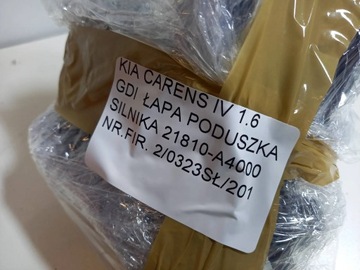 KIA CARENS IV 1.6
GDI ŁAPA PODUSZKA
SILNIKA 21810-A4000
NR.FIR. 2/0323SŁ/201